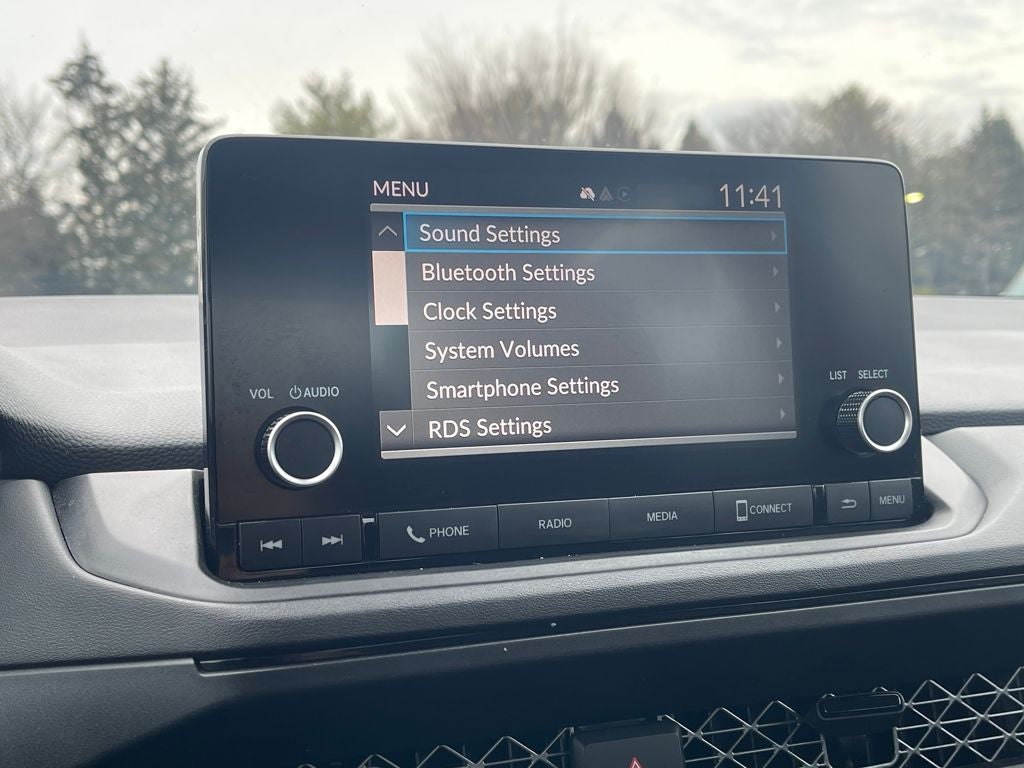 MENU 11:41
Sound Settings
Bluetooth Settings
Clock Settings
System Volumes
Smartphone Settings
RDS Settings
VOL AUDIO
LIST SELECT
PHONE RADIO MEDIA CONNECT MENU